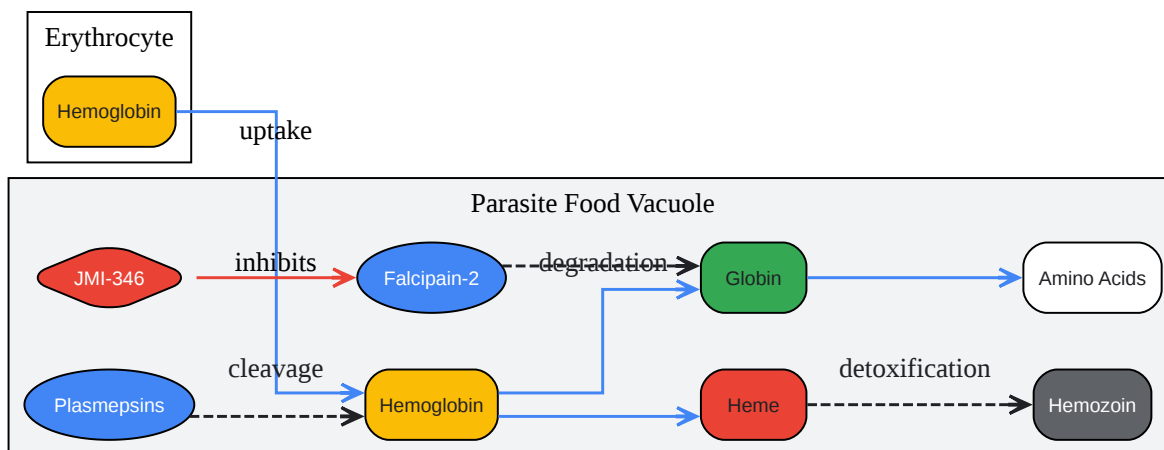 Erythrocyte
Hemoglobin
uptake
Parasite Food Vacuole
JMI-346
inhibits
Falcipain-2
degradation
Globin
Amino Acids
Plasmepsins
cleavage
Hemoglobin
Heme
detoxification
Hemozoin